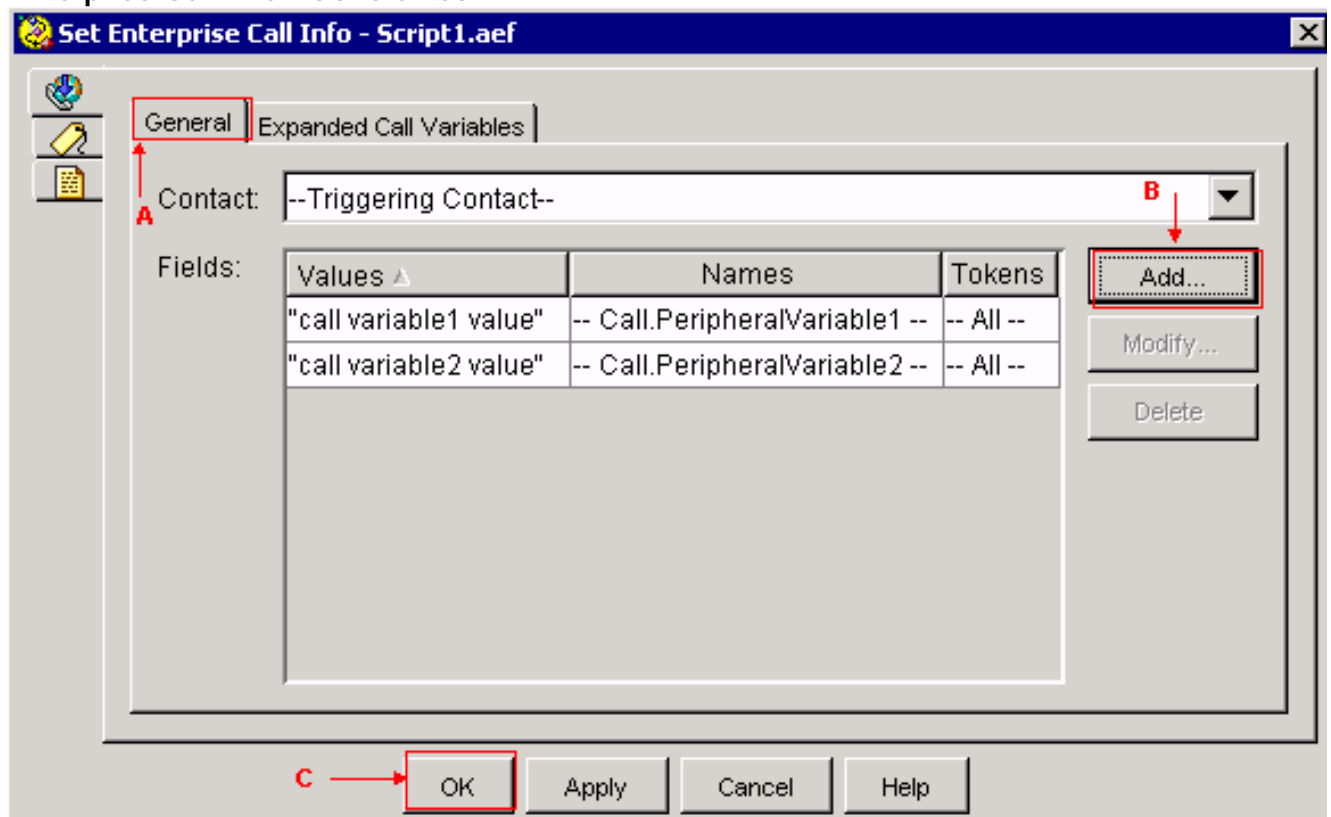 Set Enterprise Call Info - Script1.aef
General Expanded Call Variables
A
Contact: --Triggering Contact-- B
Fields: Values Names Tokens Add...
"call variable1 value" -- Call.PeripheralVariable1 -- -- All --
Modify...
"call variable2 value" -- Call.PeripheralVariable2 -- -- All --
Delete
C OK Apply Cancel Help